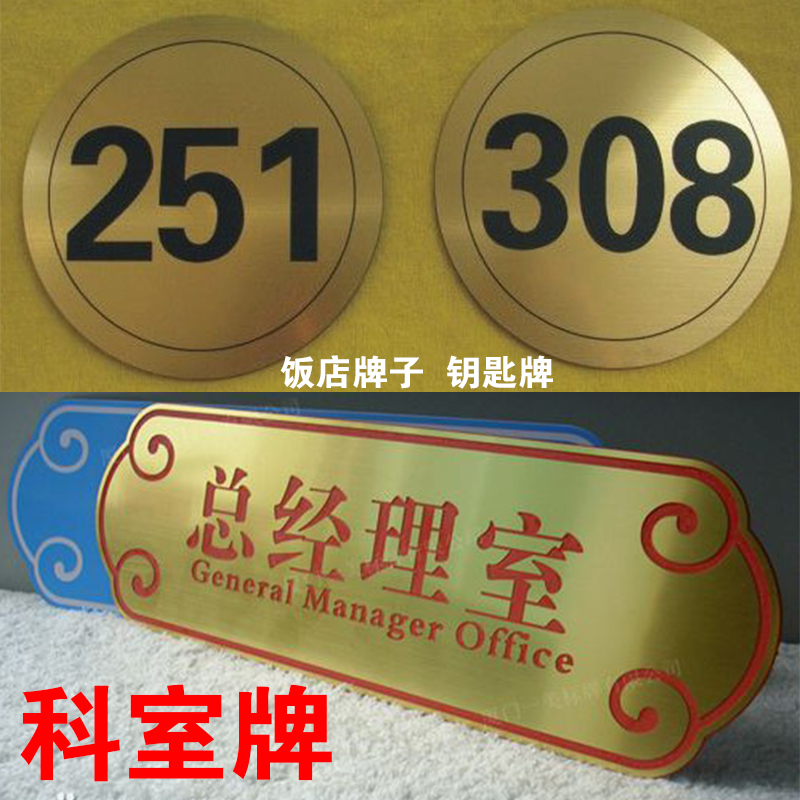 251
308
饭店牌子 钥匙牌
总经理室
General Manager Office
科室牌